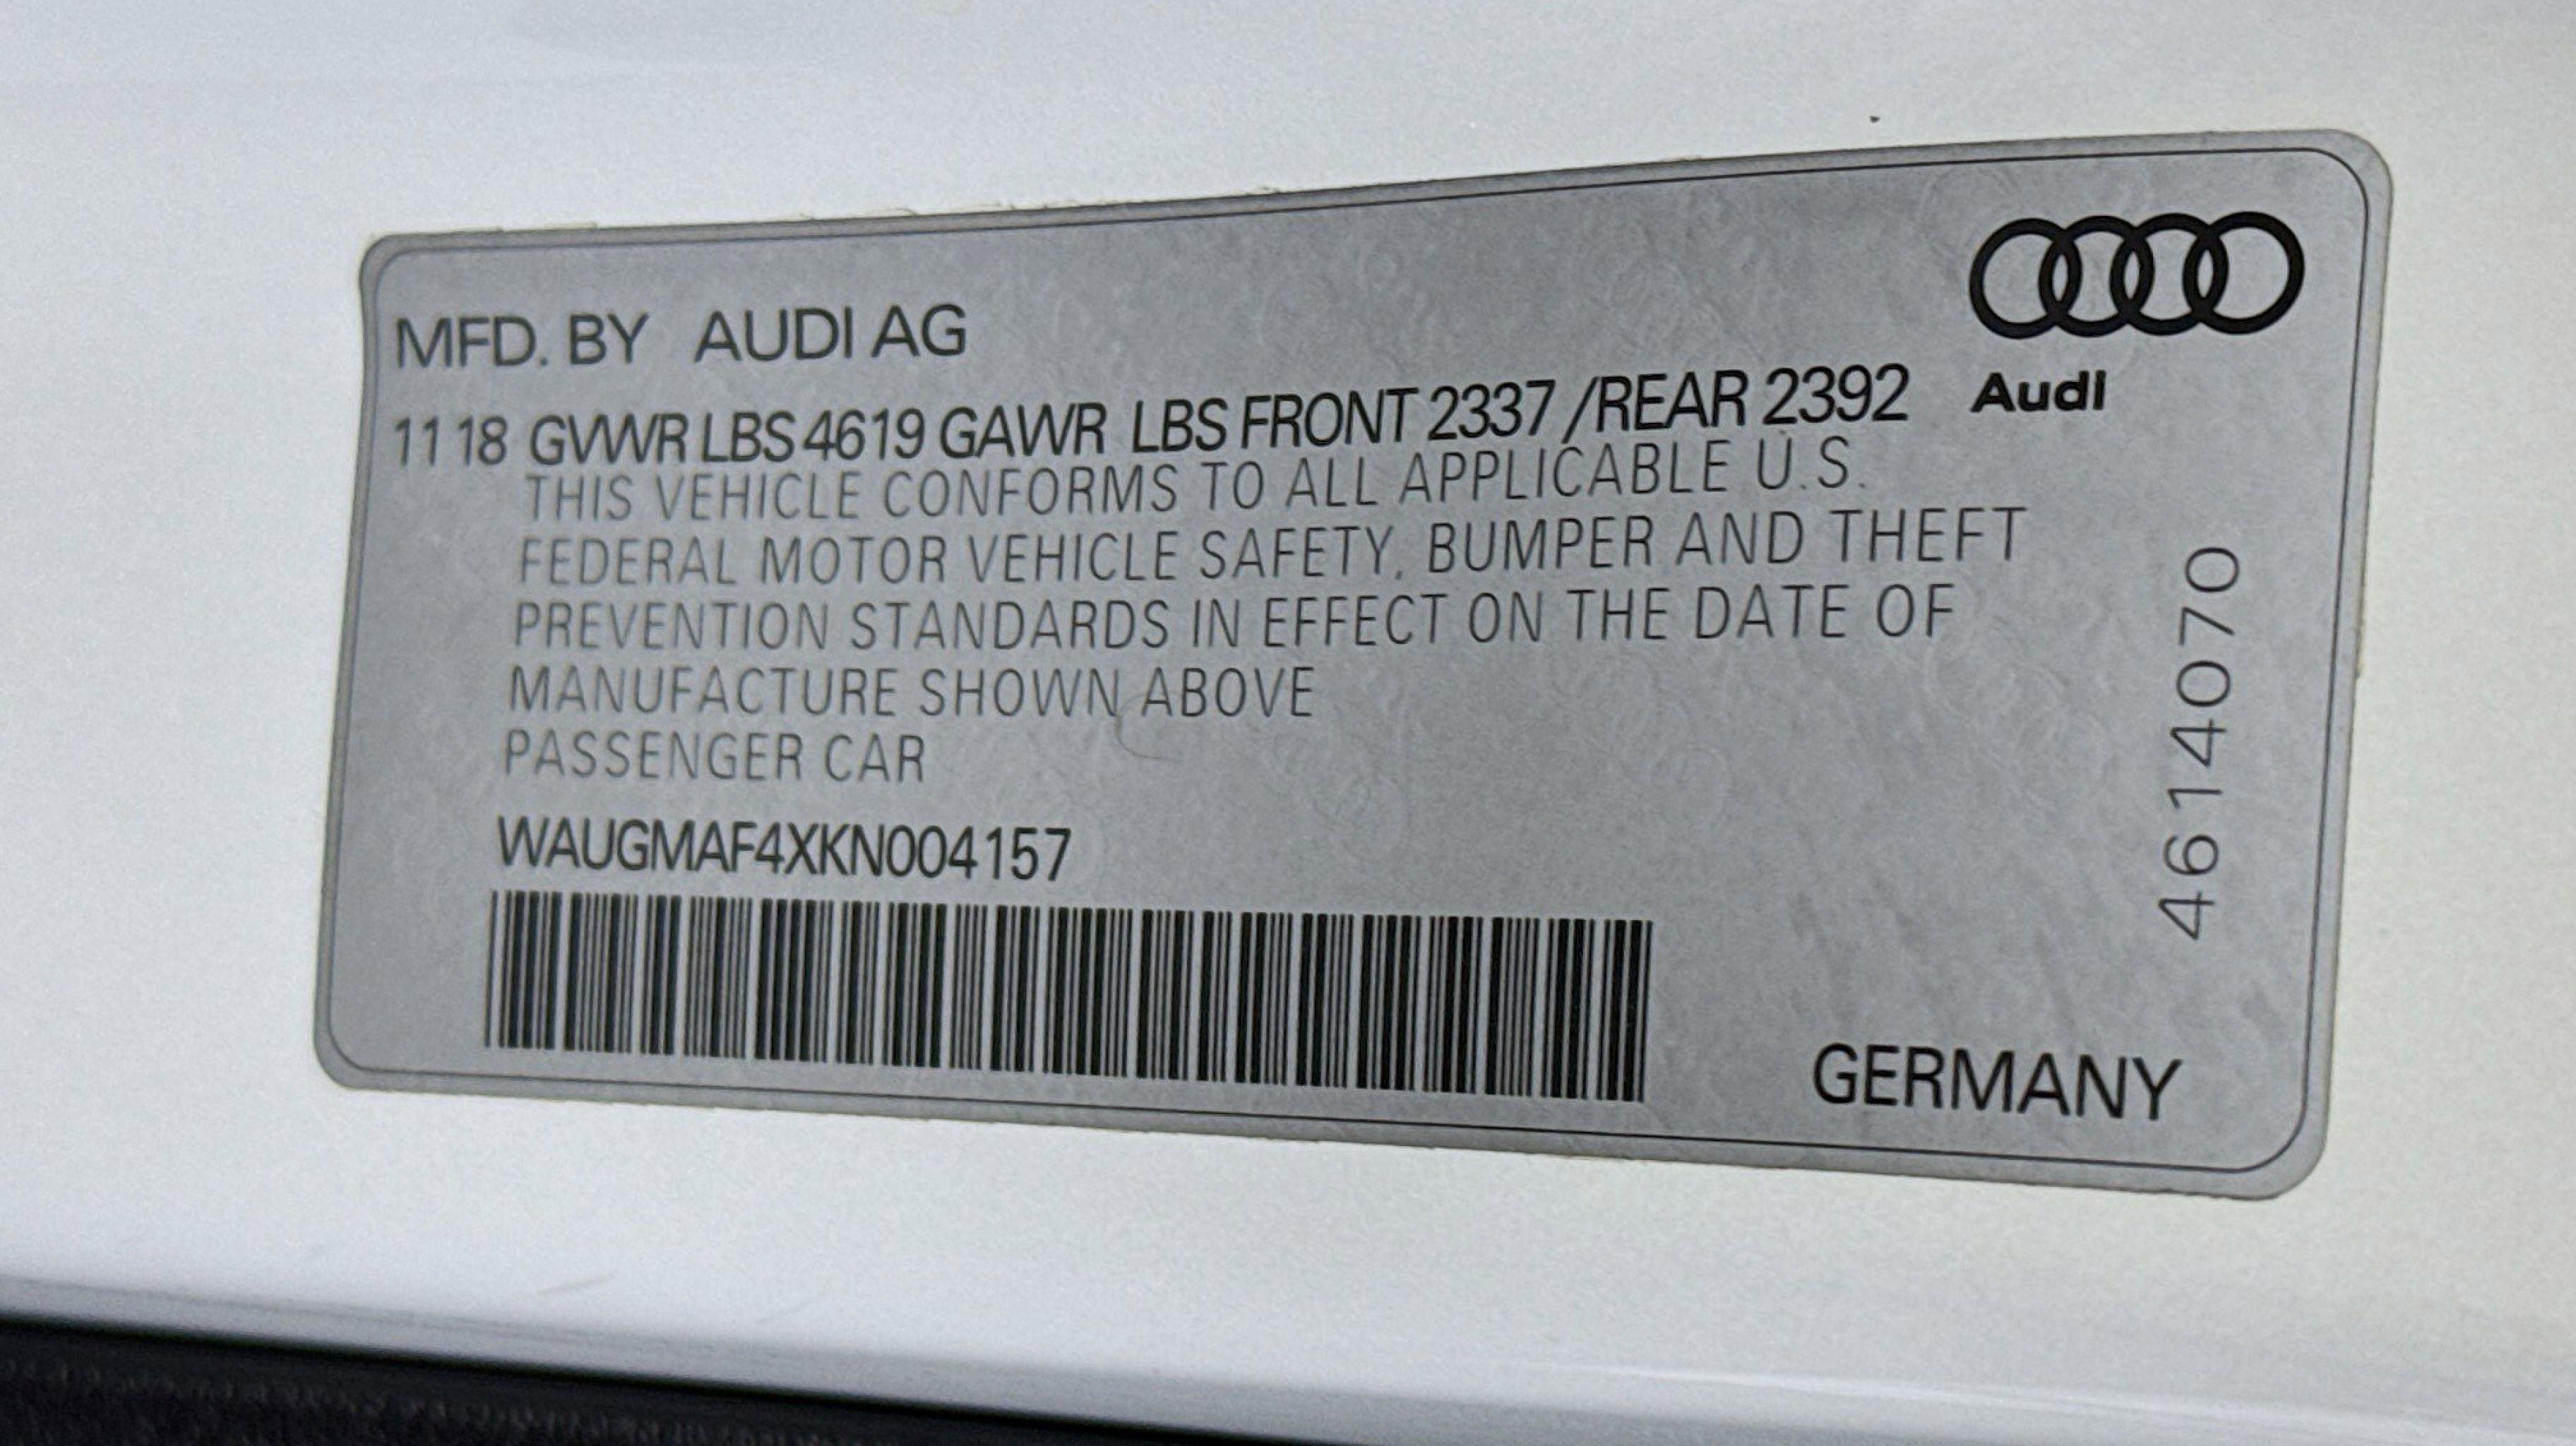 MFD. BY AUDI AG
11 18 GVWR LBS 4619 GAWR LBS FRONT 2337 /REAR 2392
Audi
THIS VEHICLE CONFORMS TO ALL APPLICABLE U.S.
FEDERAL MOTOR VEHICLE SAFETY, BUMPER AND THEFT
PREVENTION STANDARDS IN EFFECT ON THE DATE OF
MANUFACTURE SHOWN ABOVE
PASSENGER CAR
WAUGMAF4XKN004157
4614070
GERMANY